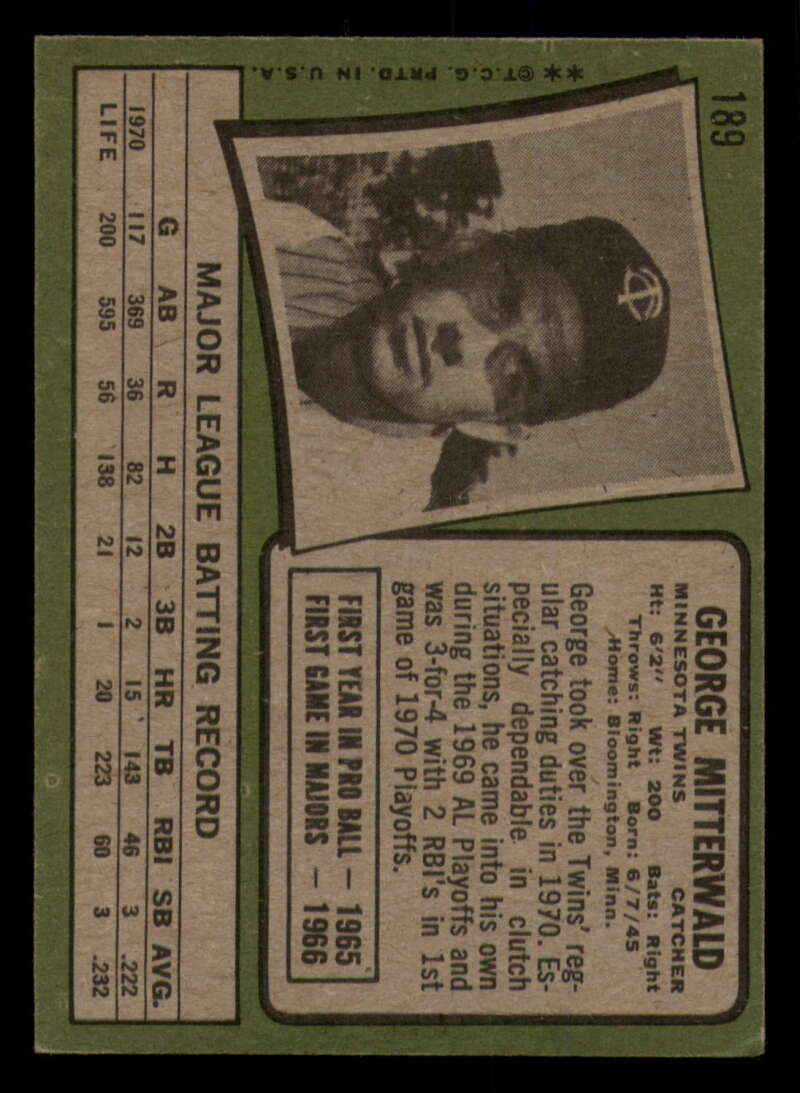 189
GEORGE MITTERWALD
MINNESOTA TWINS CATCHER
Ht: 6'2" Wt: 200 Bats: Right
Throws: Right Born: 6/7/45
Home: Bloomington, Minn.
George took over the Twins' reg-
ular catching duties in 1970. Es-
pecially dependable in clutch
situations, he came into his own
during the 1969 AL Playoffs and
was 3-for-4 with 2 RBI's in 1st
game of 1970 Playoffs.
FIRST YEAR IN PRO BALL — 1965
FIRST GAME IN MAJORS — 1966
MAJOR LEAGUE BATTING RECORD
G AB R H 2B 3B HR TB RBI SB AVG.
1970 117 369 36 82 12 2 15 143 46 3 .222
LIFE 200 595 56 138 21 1 20 223 60 3 .232
**©T.C.G. PRTD. IN U.S.A.